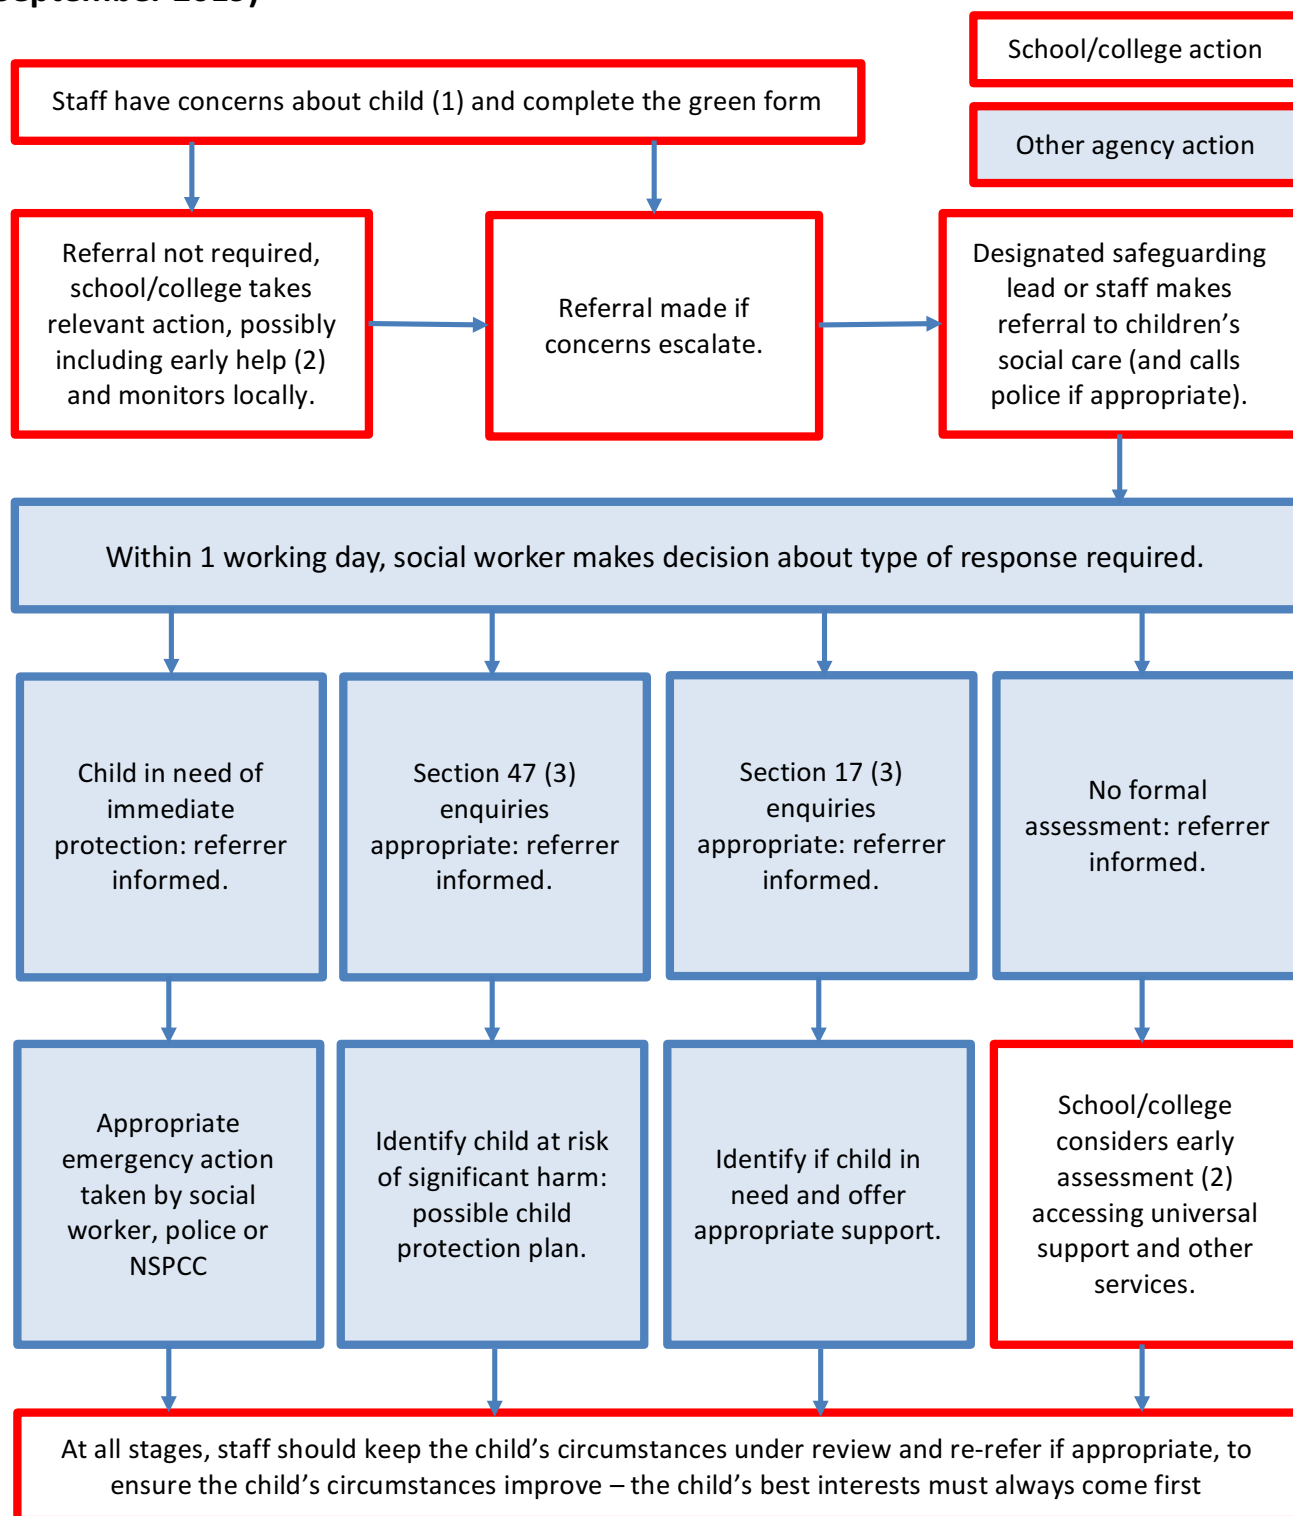 School/college action
Staff have concerns about child (1) and complete the green form
Other agency action
Referral not required,
school/college takes
relevant action, possibly
including early help (2)
and monitors locally.
Referral made if
concerns escalate.
Designated safeguarding
lead or staff makes
referral to children’s
social care (and calls
police if appropriate).
Within 1 working day, social worker makes decision about type of response required.
Child in need of
immediate
protection: referrer
informed.
Section 47 (3)
enquiries
appropriate: referrer
informed.
Section 17 (3)
enquiries
appropriate: referrer
informed.
No formal
assessment: referrer
informed.
Appropriate
emergency action
taken by social
worker, police or
NSPCC
Identify child at risk
of significant harm:
possible child
protection plan.
Identify if child in
need and offer
appropriate support.
School/college
considers early
assessment (2)
accessing universal
support and other
services.
At all stages, staff should keep the child’s circumstances under review and re-refer if appropriate, to
ensure the child’s circumstances improve – the child’s best interests must always come first